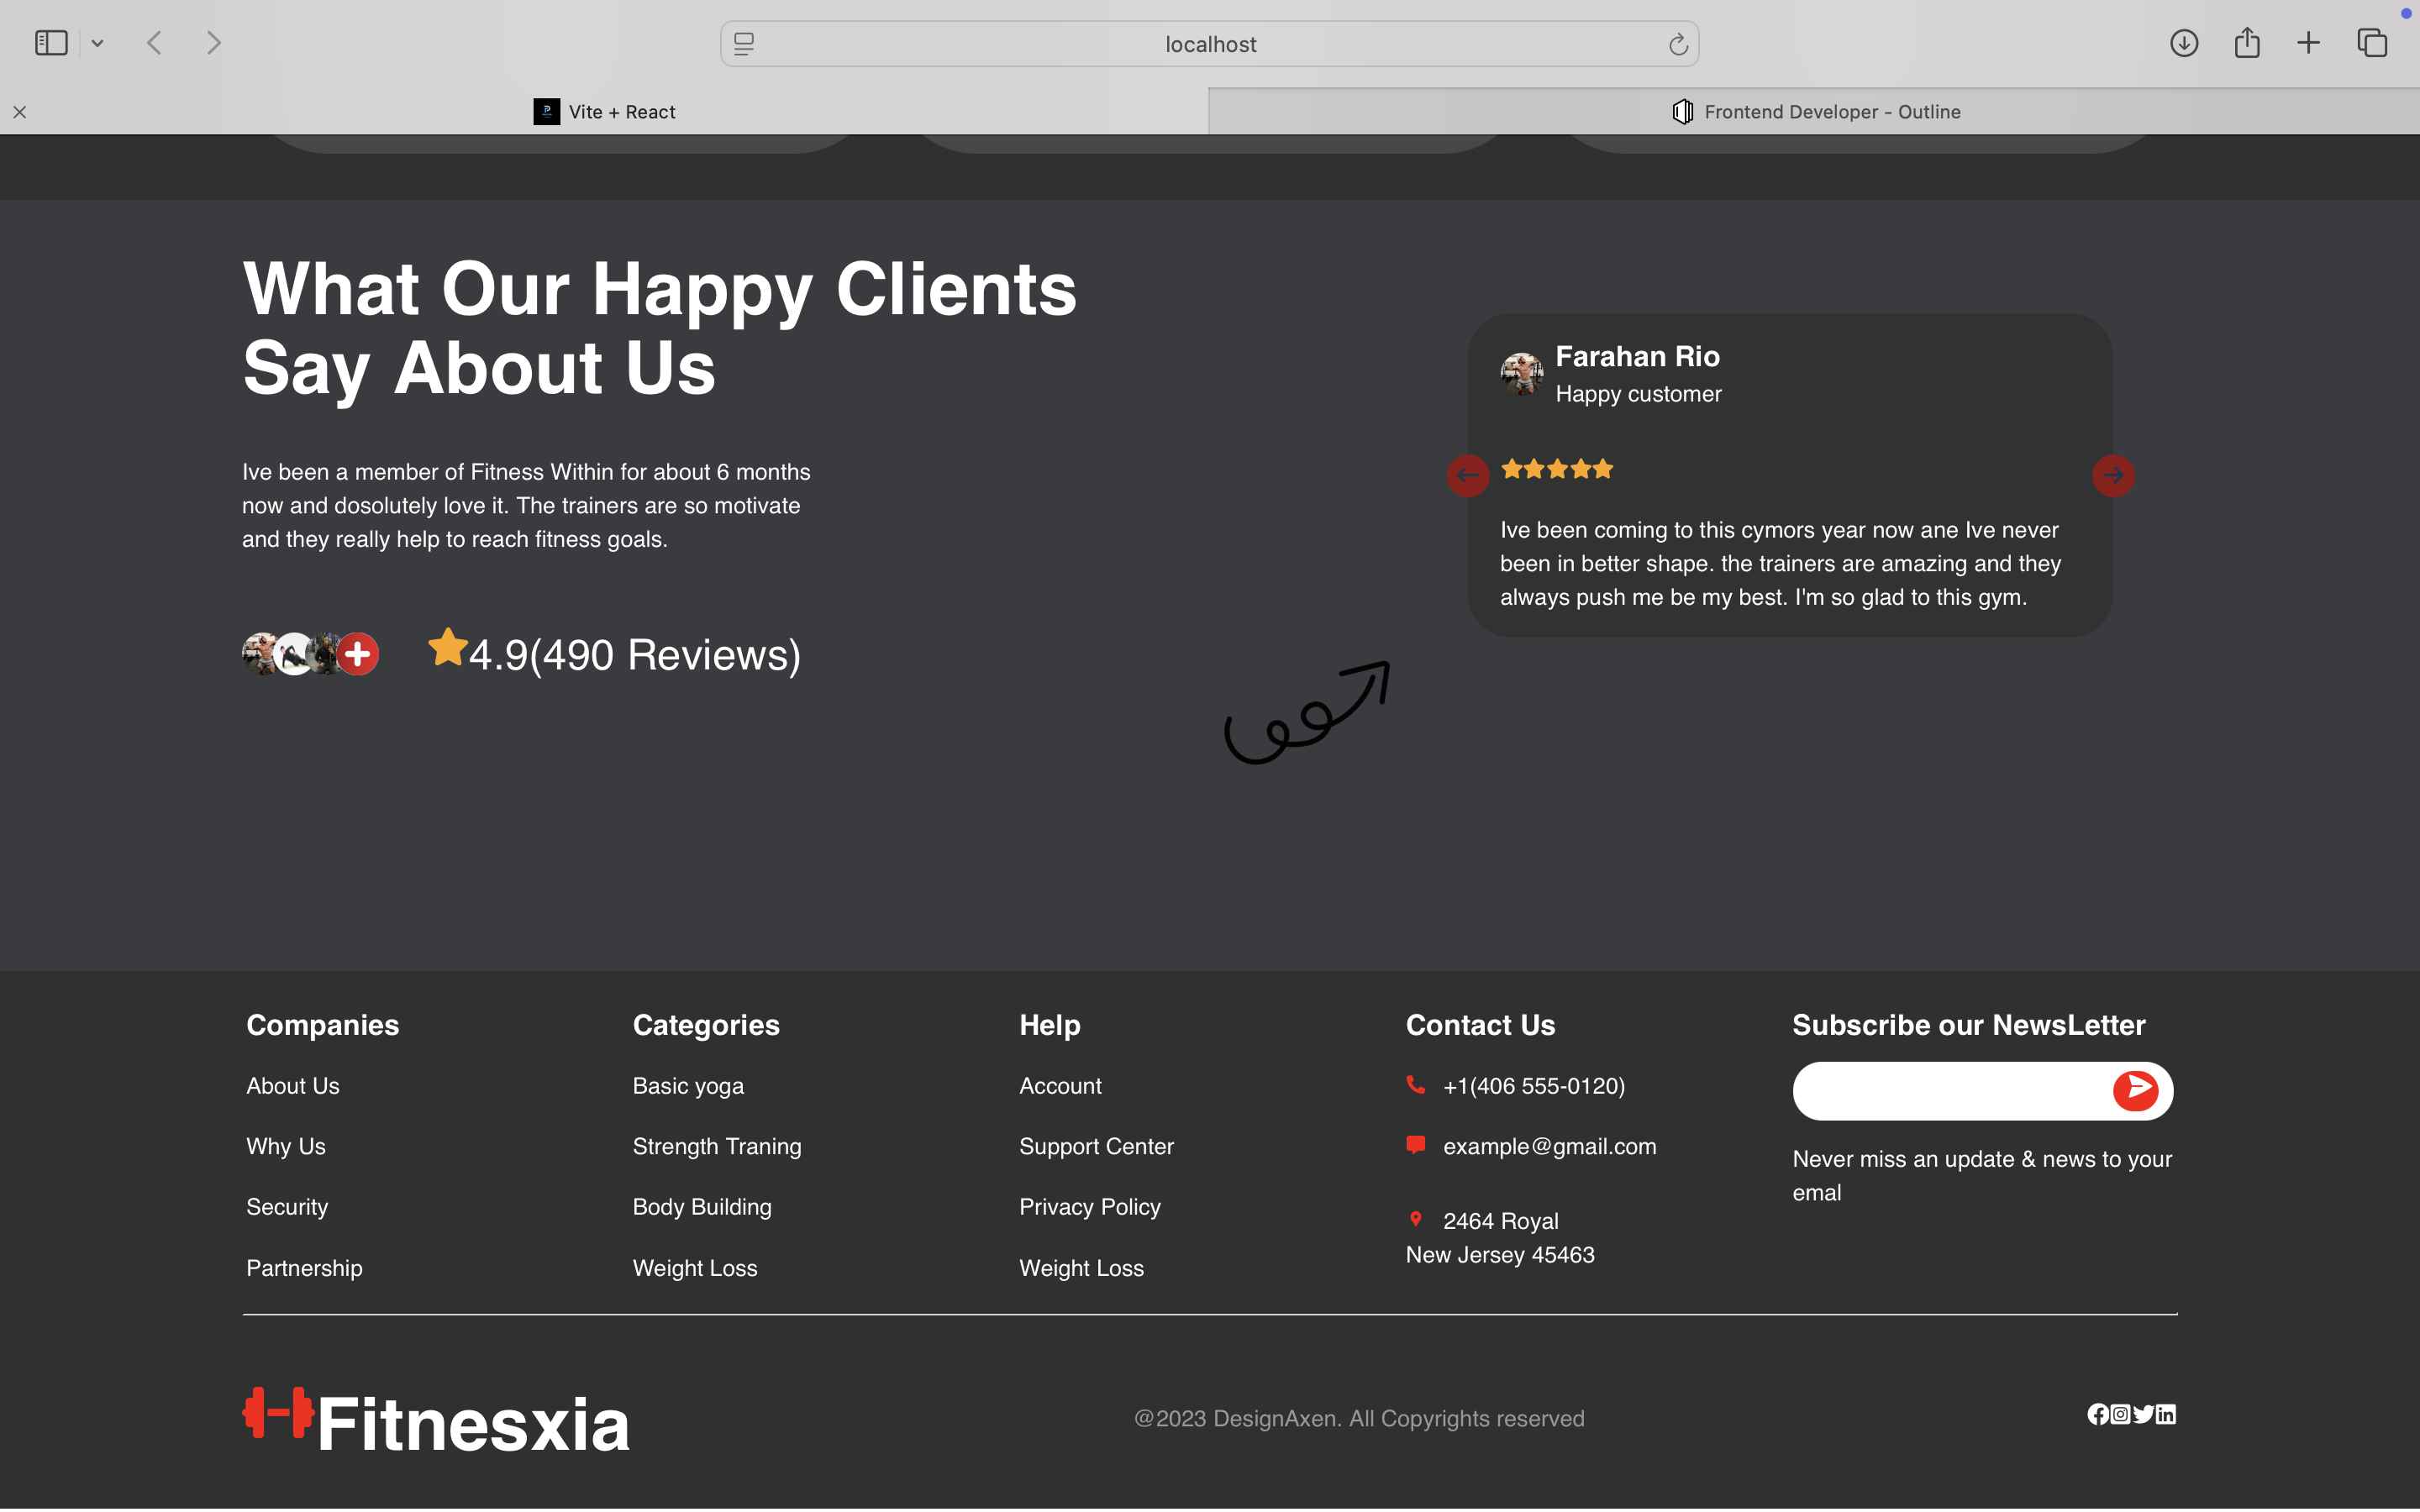 localhost
Vite + React
Frontend Developer - Outline
What Our Happy Clients
Say About Us
Ive been a member of Fitness Within for about 6 months
now and dosolutely love it. The trainers are so motivate
and they really help to reach fitness goals.
4.9(490 Reviews)
Farahan Rio
Happy customer
Ive been coming to this cymors year now ane Ive never
been in better shape. the trainers are amazing and they
always push me be my best. I'm so glad to this gym.
Companies
About Us
Why Us
Security
Partnership
Categories
Basic yoga
Strength Traning
Body Building
Weight Loss
Help
Account
Support Center
Privacy Policy
Weight Loss
Contact Us
+1(406 555-0120)
example@gmail.com
2464 Royal
New Jersey 45463
Subscribe our NewsLetter
Never miss an update & news to your
emal
Fitnesxia
@2023 DesignAxen. All Copyrights reserved